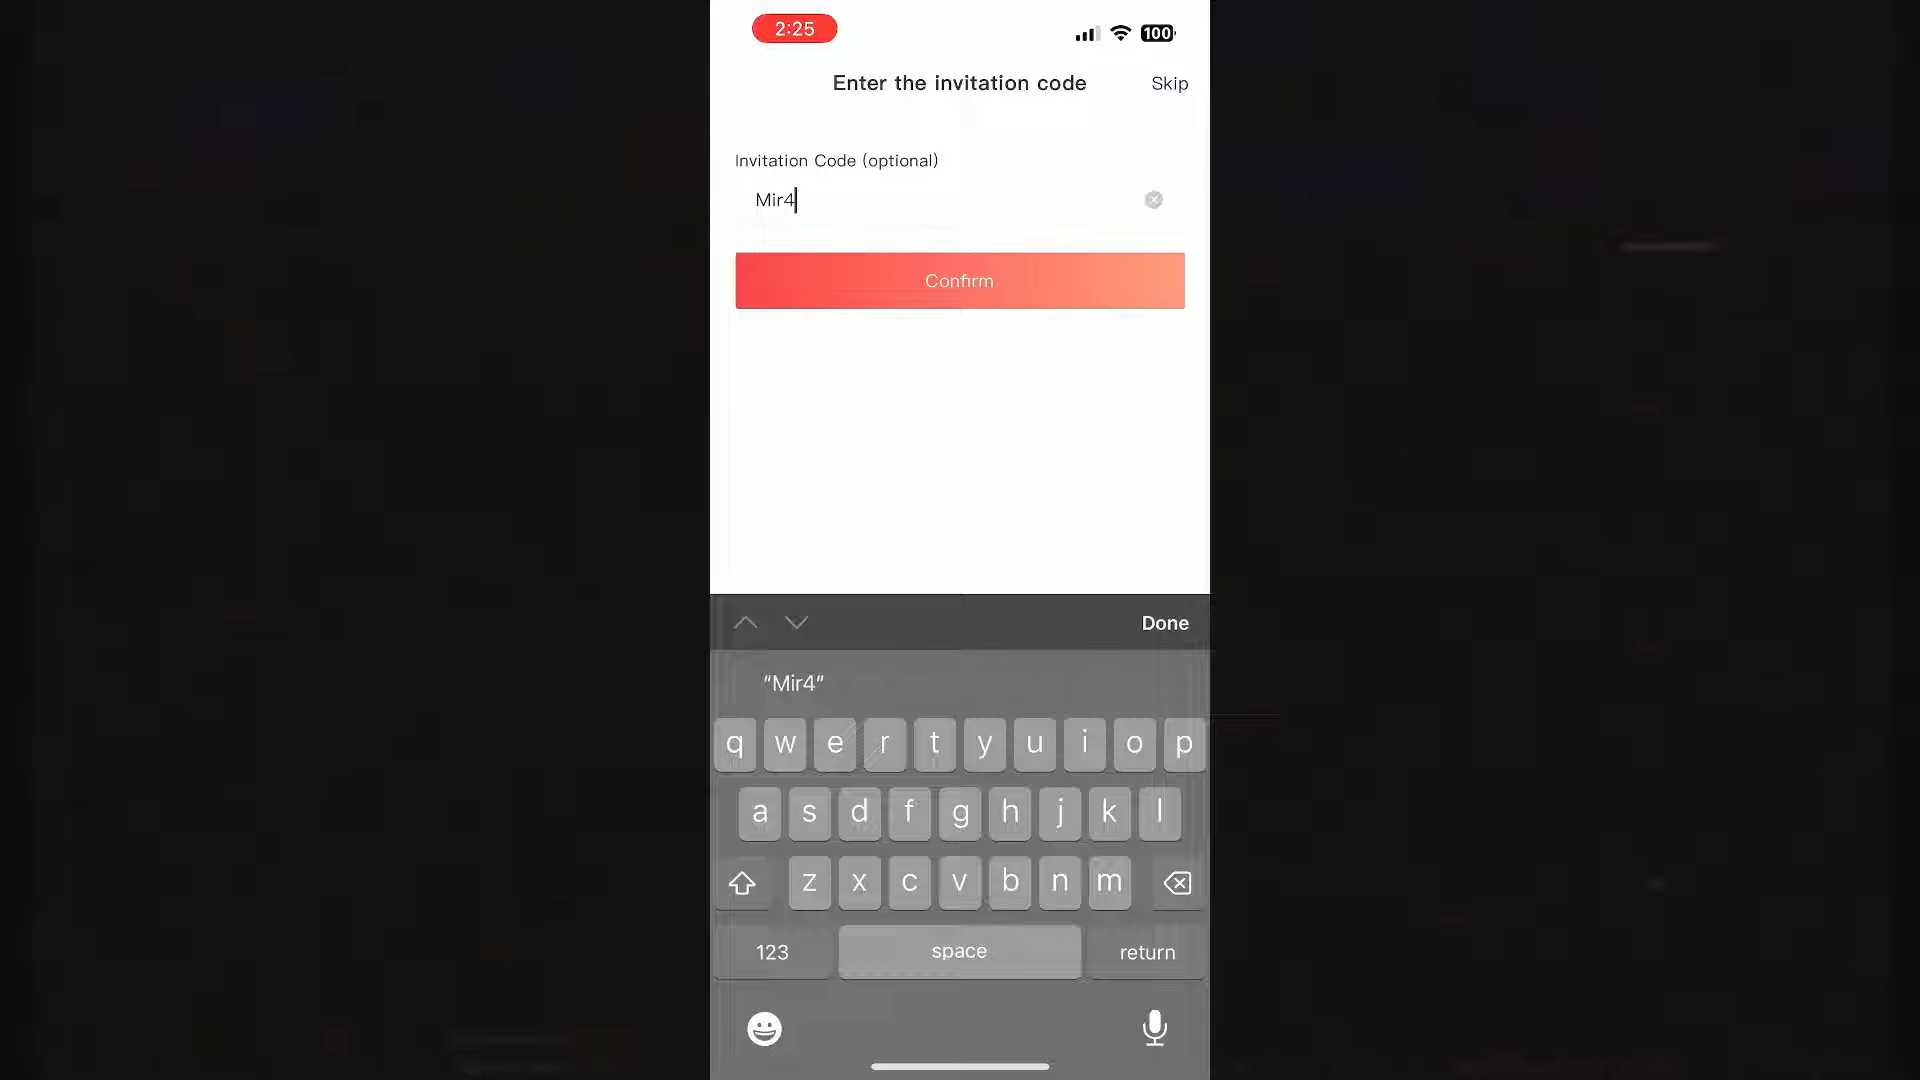 2:25
100
Enter the invitation code
Skip
Invitation Code (optional)
Mir4
Confirm
Done
“Mir4”
q w e r t y u i o p
a s d f g h j k l
z x c v b n m
123
space
return